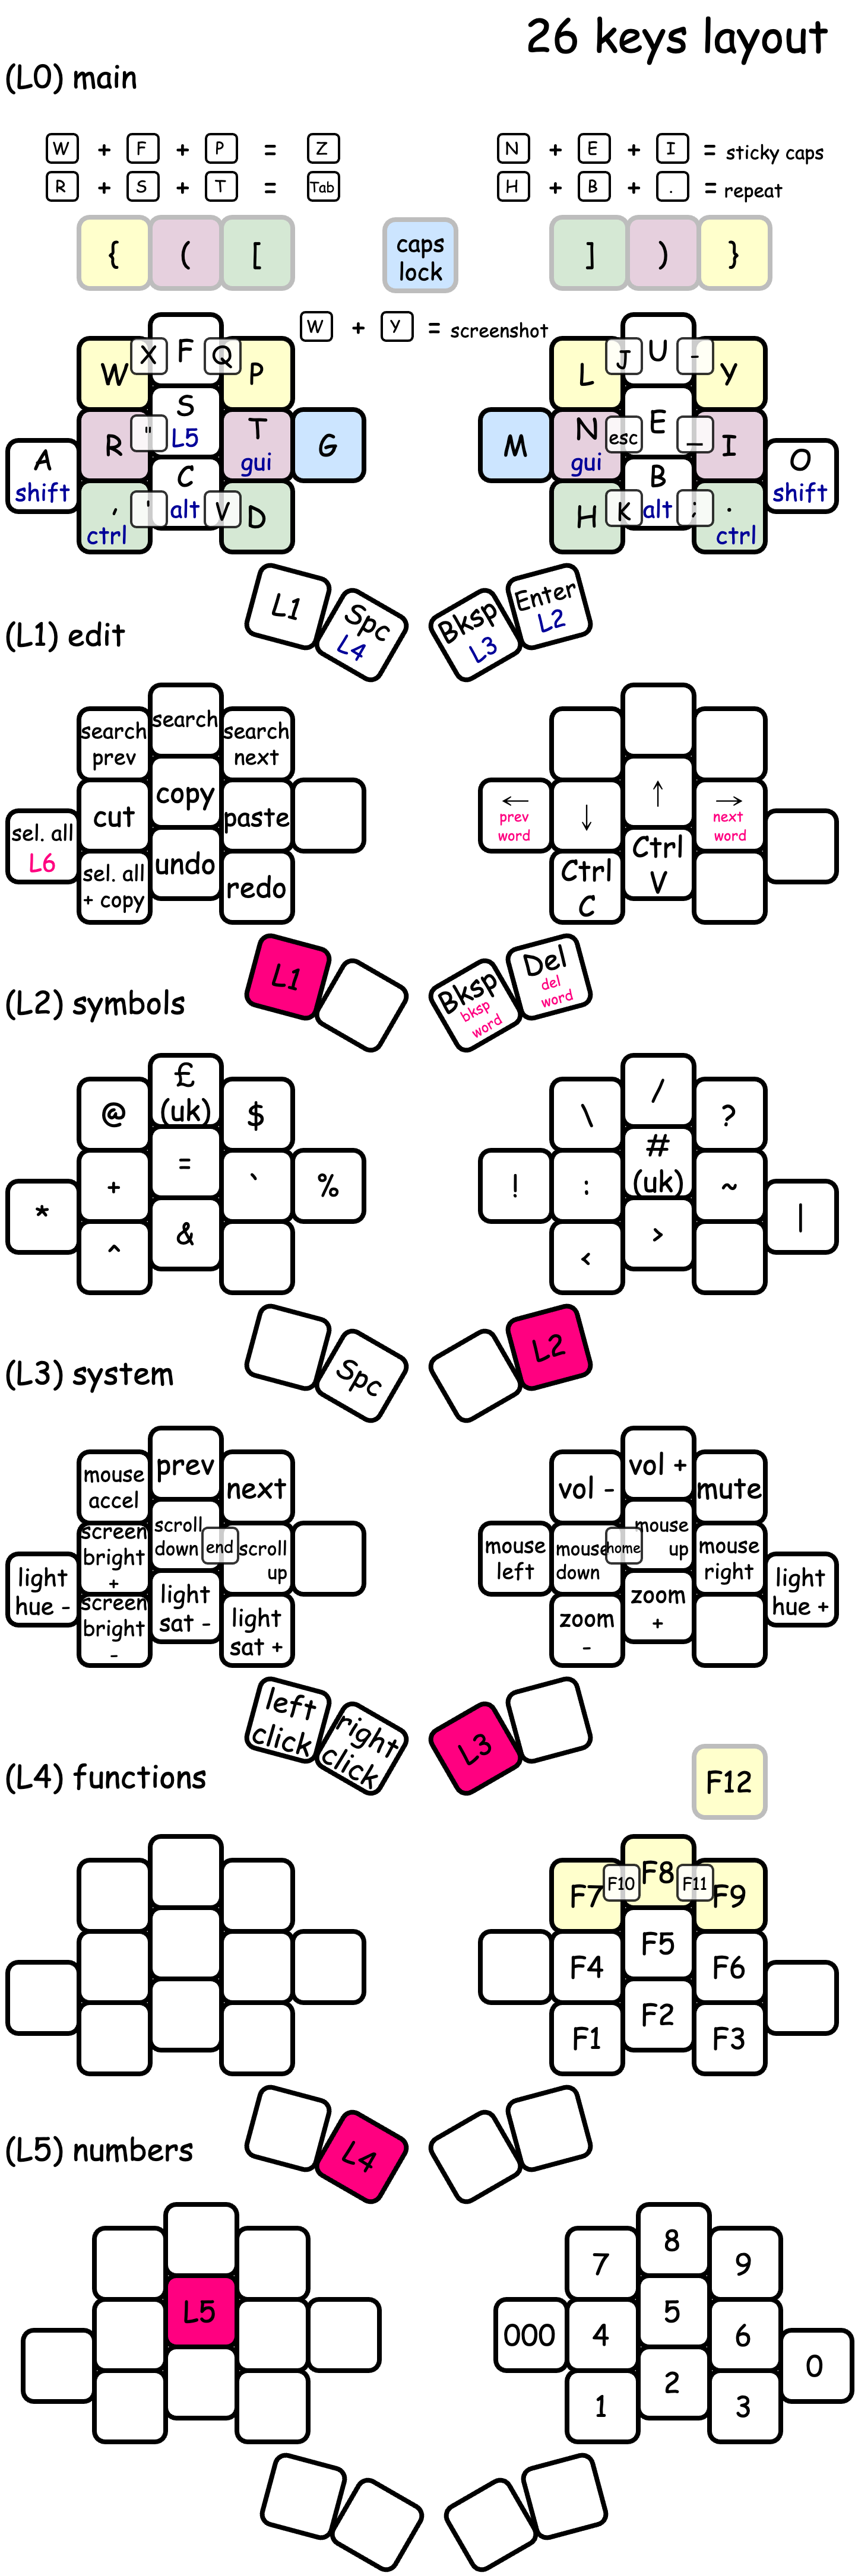 26 keys layout
(L0) main
W + F + P = Z
N + E + I = sticky caps
R + S + T = Tab
H + B + . = repeat
{ ( [
caps
lock
] ) }
W + Y = screenshot
W X F Q P
L J U - Y
A
shift
R " S
L5
T
gui
G
M
N
gui
esc E _ I
O
shift
,
ctrl
' C
alt
V D
H K B
alt
; .
ctrl
L1
Spc
L4
Bksp
L3
Enter
L2
(L1) edit
search
prev
search
search
next
sel. all
L6
cut
copy
paste
←
prev
word
↓
↑
→
next
word
sel. all
+ copy
undo
redo
Ctrl
C
Ctrl
V
L1
Bksp
bksp
word
Del
del
word
(L2) symbols
@
£
(uk)
$
\ / ?
* + = ` %
! :
#
(uk)
~ |
^ &
< >
Spc
L2
(L3) system
mouse
accel
prev
next
vol -
vol +
mute
light
hue -
screen
bright
+
scroll
down
end
scroll
up
mouse
left
mouse
down
home
mouse
up
mouse
right
light
hue +
screen
bright
-
light
sat -
light
sat +
zoom
-
zoom
+
left
click
right
click
L3
(L4) functions
F12
F7 F10 F8 F11 F9
F4 F5 F6
F1 F2 F3
L4
(L5) numbers
7 8 9
L5
000 4 5 6 0
1 2 3